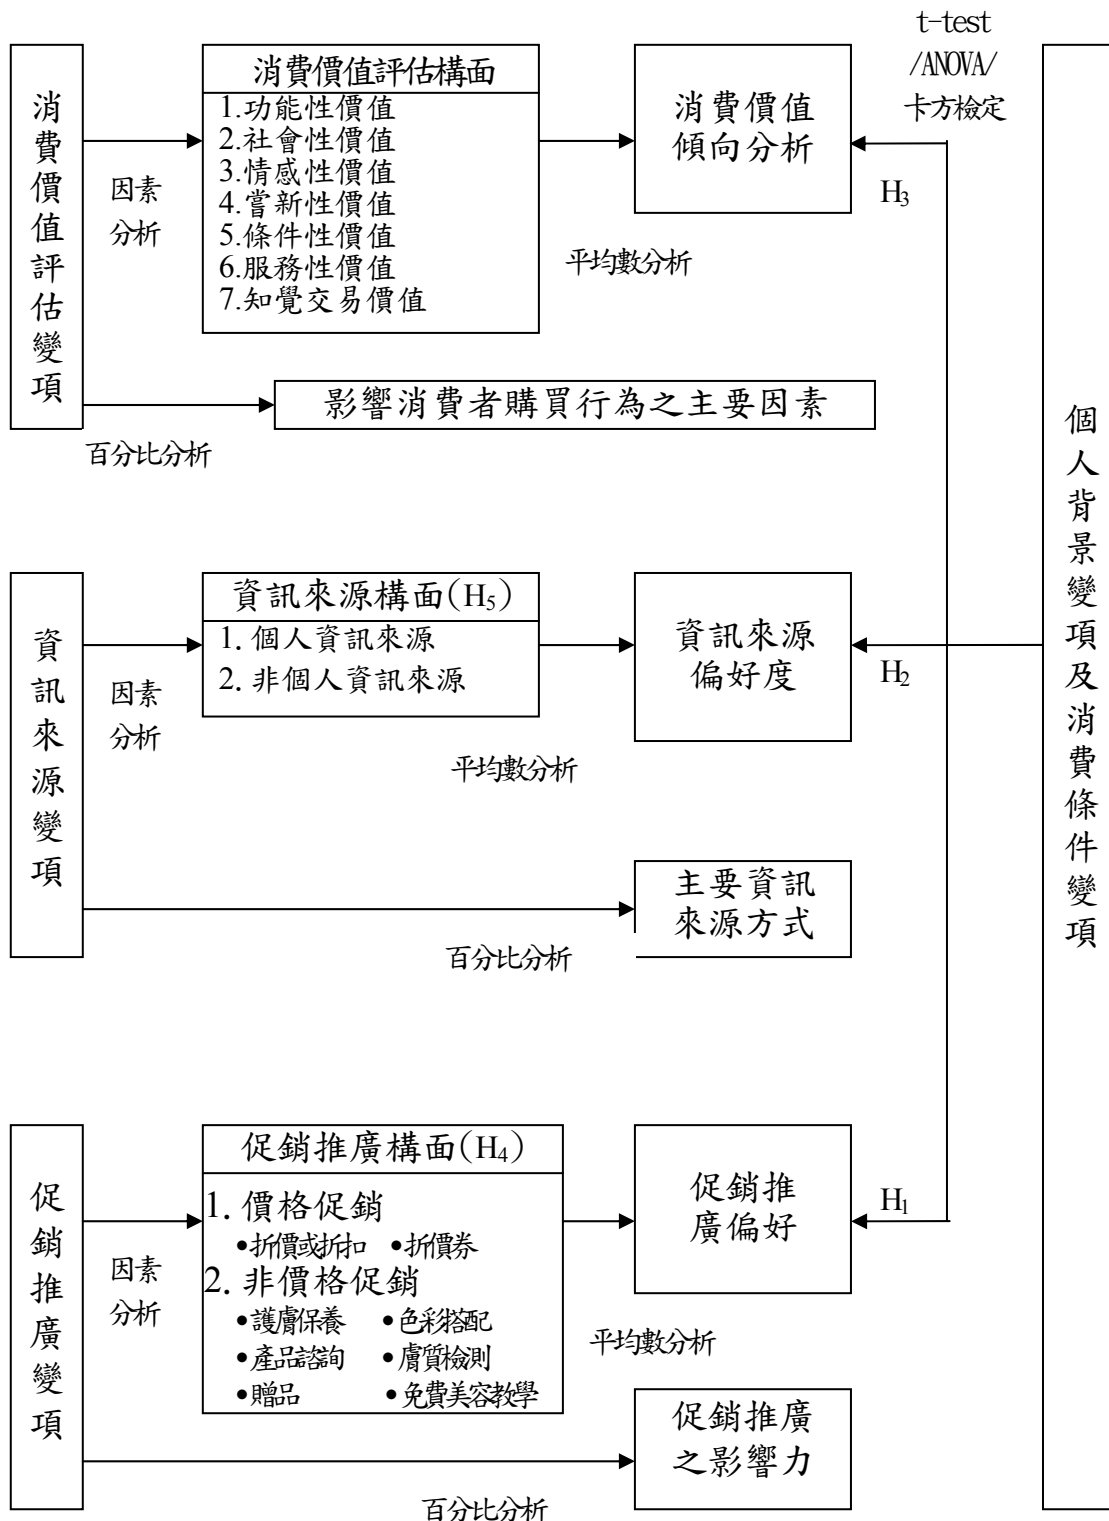 t-test
/ANOVA/
卡方檢定
消費價值評估變項
因素
分析
消費價值評估構面
1.功能性價值
2.社會性價值
3.情感性價值
4.嘗新性價值
5.條件性價值
6.服務性價值
7.知覺交易價值
平均數分析
消費價值
傾向分析
H₃
百分比分析
影響消費者購買行為之主要因素
個人背景變項及消費條件變項
資訊來源變項
因素
分析
資訊來源構面(H₅)
1. 個人資訊來源
2. 非個人資訊來源
平均數分析
資訊來源
偏好度
H₂
百分比分析
主要資訊
來源方式
促銷推廣變項
因素
分析
促銷推廣構面(H₄)
1. 價格促銷
•折價或折扣 •折價券
2. 非價格促銷
•護膚保養 •色彩搭配
•產品諮詢 •膚質檢測
•贈品 •免費美容教學
平均數分析
促銷推
廣偏好
H₁
百分比分析
促銷推廣
之影響力